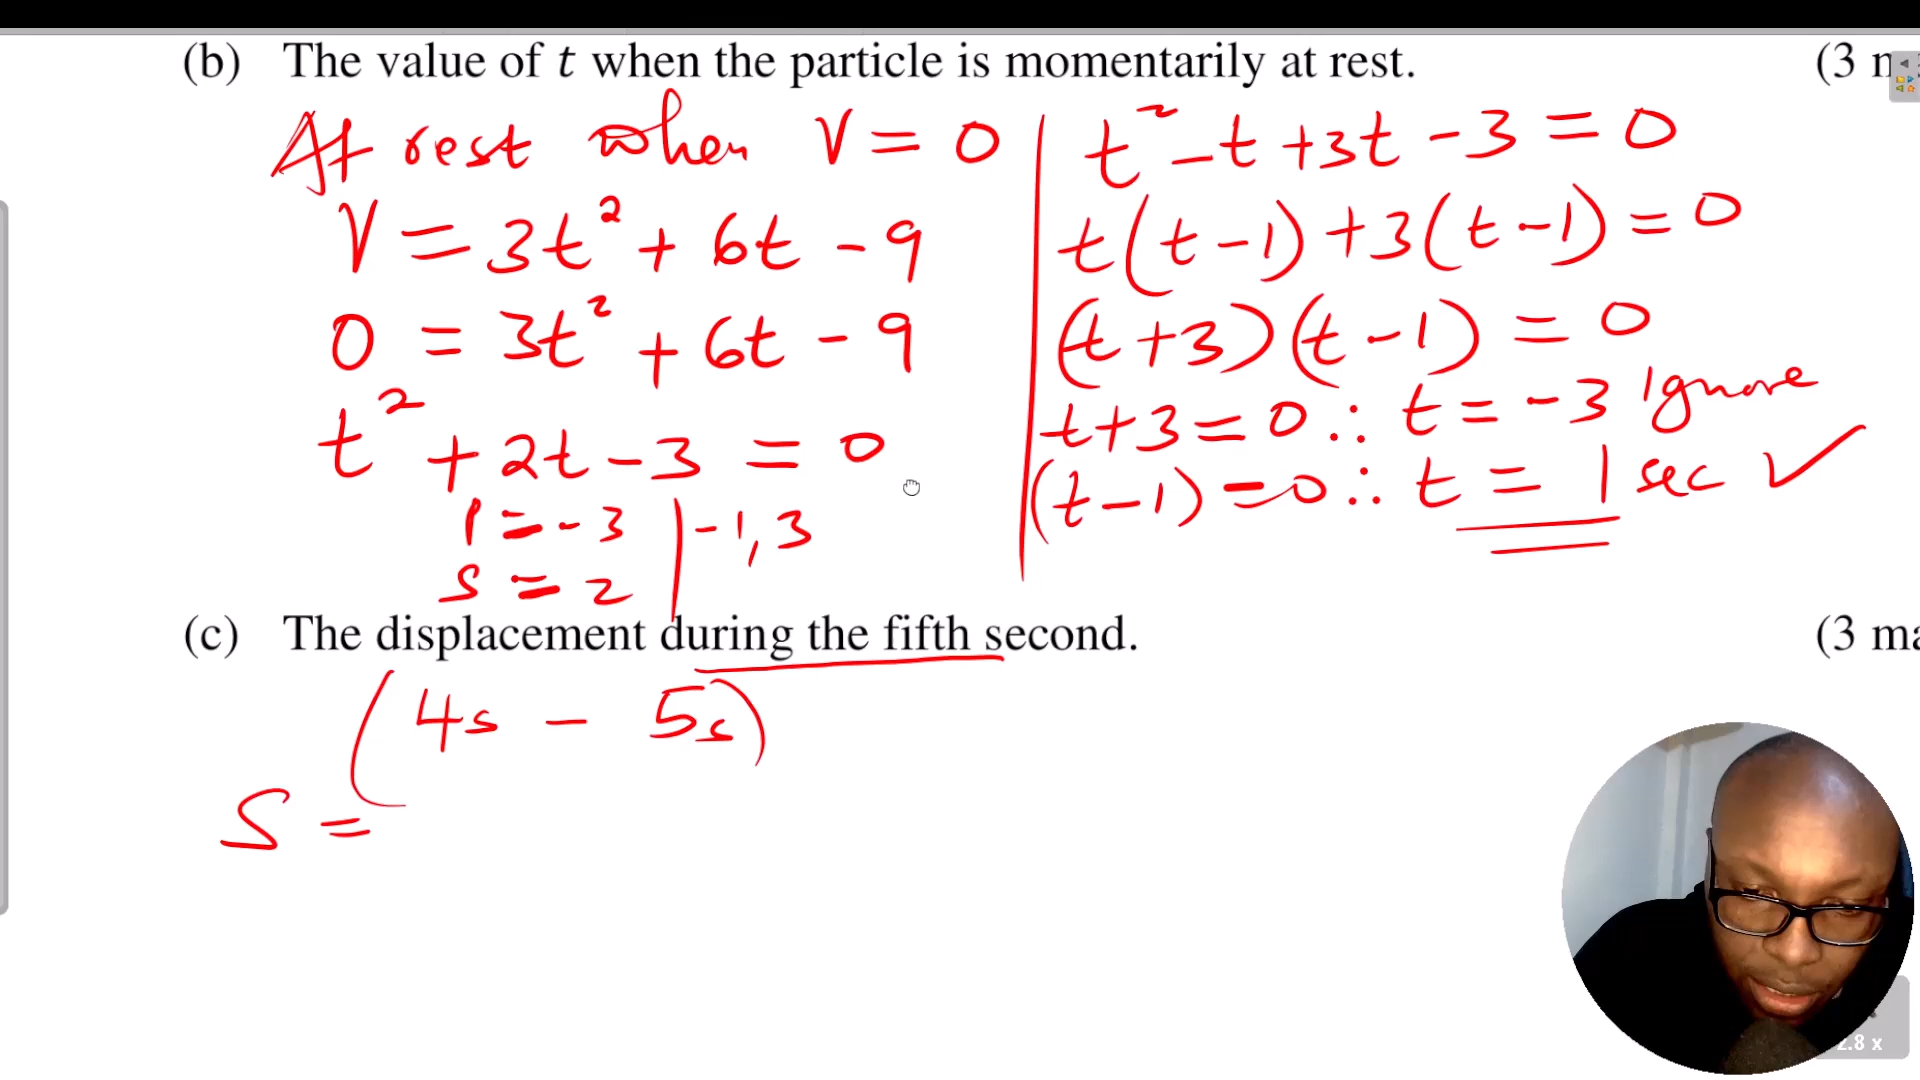 (b) The value of t when the particle is momentarily at rest. (3
At rest when V = 0
V = 3t² + 6t - 9
0 = 3t² + 6t - 9
t² + 2t - 3 = 0
P = -3 | -1, 3
S = 2
t² - t + 3t - 3 = 0
t(t - 1) + 3(t - 1) = 0
(t + 3)(t - 1) = 0
t + 3 = 0 ∴ t = -3 Ignore
(t - 1) = 0 ∴ t = 1 sec ✓
(c) The displacement during the fifth second. (3 ma
(4s - 5s)
S =
2.8 x